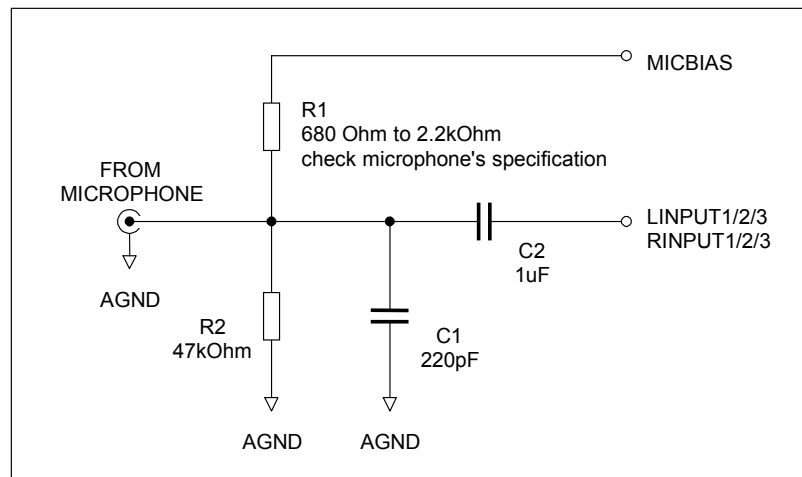 MICBIAS
R1
680 Ohm to 2.2kOhm
check microphone's specification
FROM
MICROPHONE
LINPUT1/2/3
RINPUT1/2/3
C2
1uF
AGND
R2
47kOhm
C1
220pF
AGND
AGND